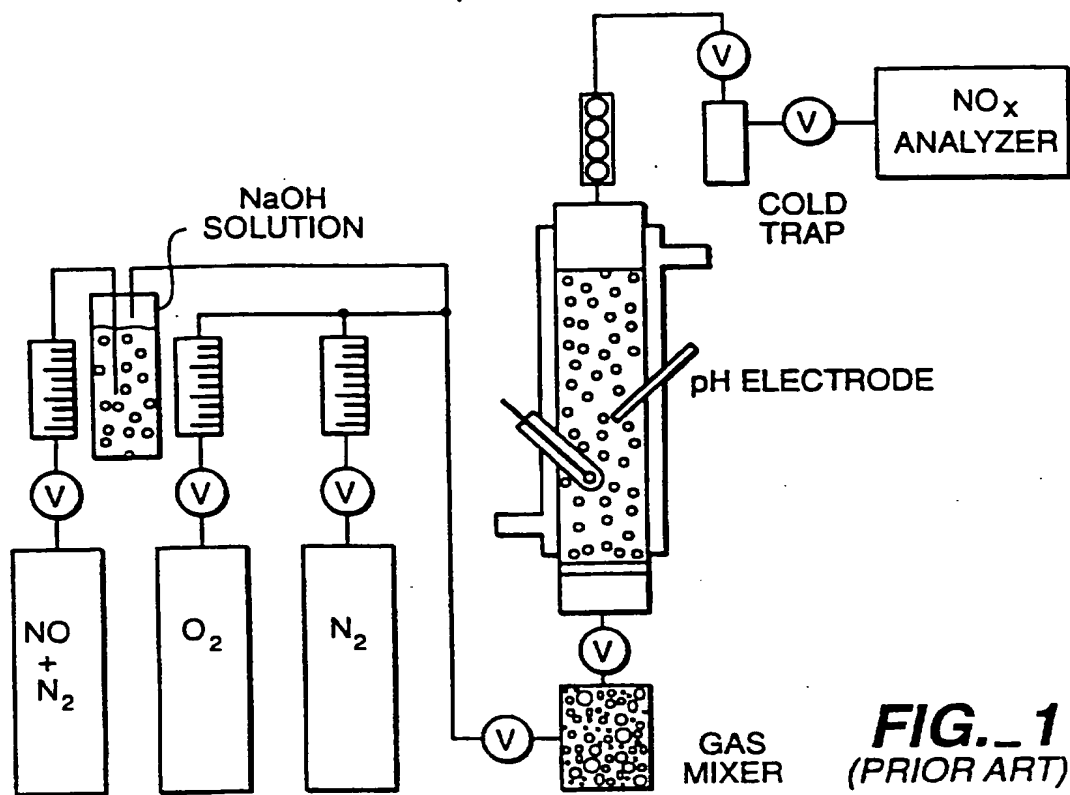 V
NOx
ANALYZER
V
COLD
TRAP
NaOH
SOLUTION
pH ELECTRODE
V
V
V
NO
+
N2
O2
N2
V
V
GAS
MIXER
FIG._1
(PRIOR ART)